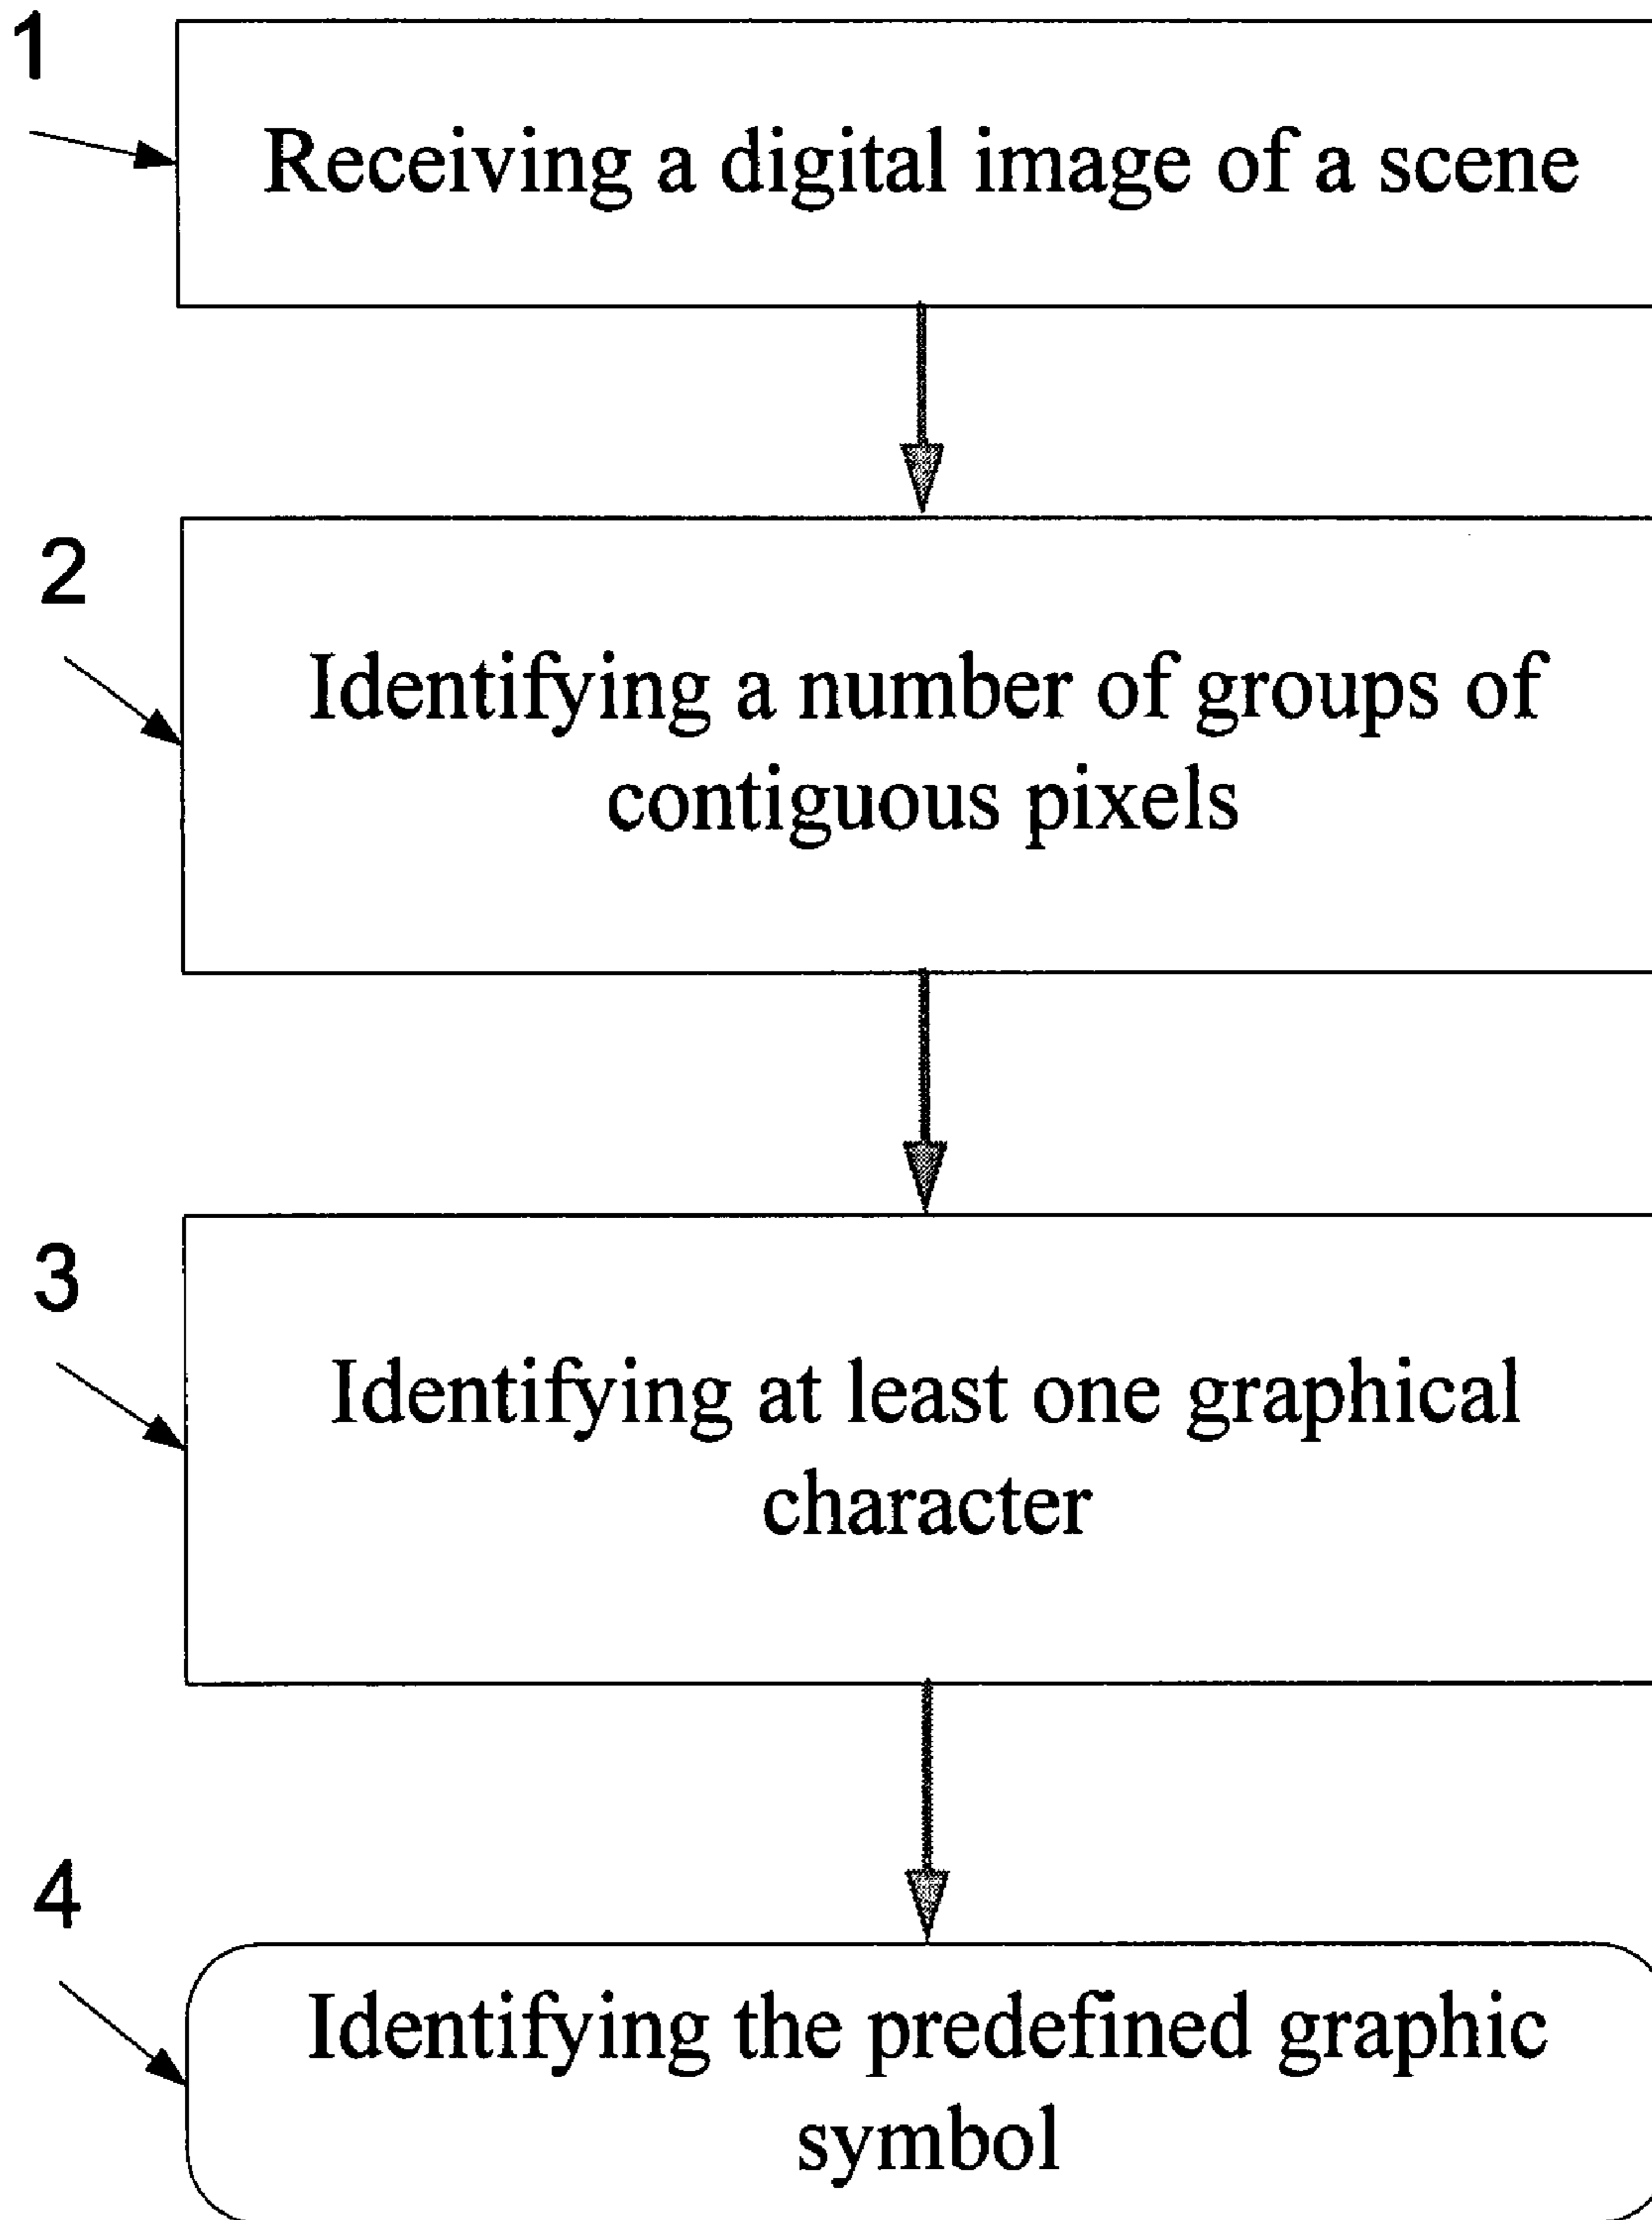 1
Receiving a digital image of a scene
2
Identifying a number of groups of
contiguous pixels
3
Identifying at least one graphical
character
4
Identifying the predefined graphic
symbol